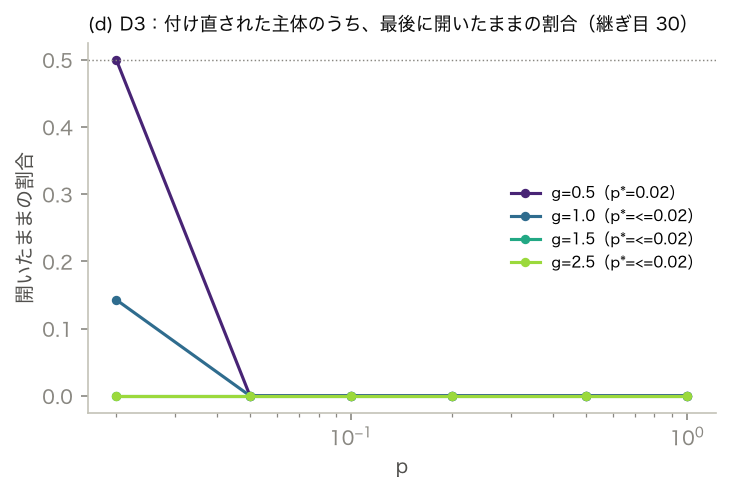 (d) D3：付け直された主体のうち、最後に開いたままの割合（継ぎ目 30）
開いたままの割合
0.5
0.4
0.3
0.2
0.1
0.0
g=0.5（p*=0.02）
g=1.0（p*=<=0.02）
g=1.5（p*=<=0.02）
g=2.5（p*=<=0.02）
10⁻¹
10⁰
p